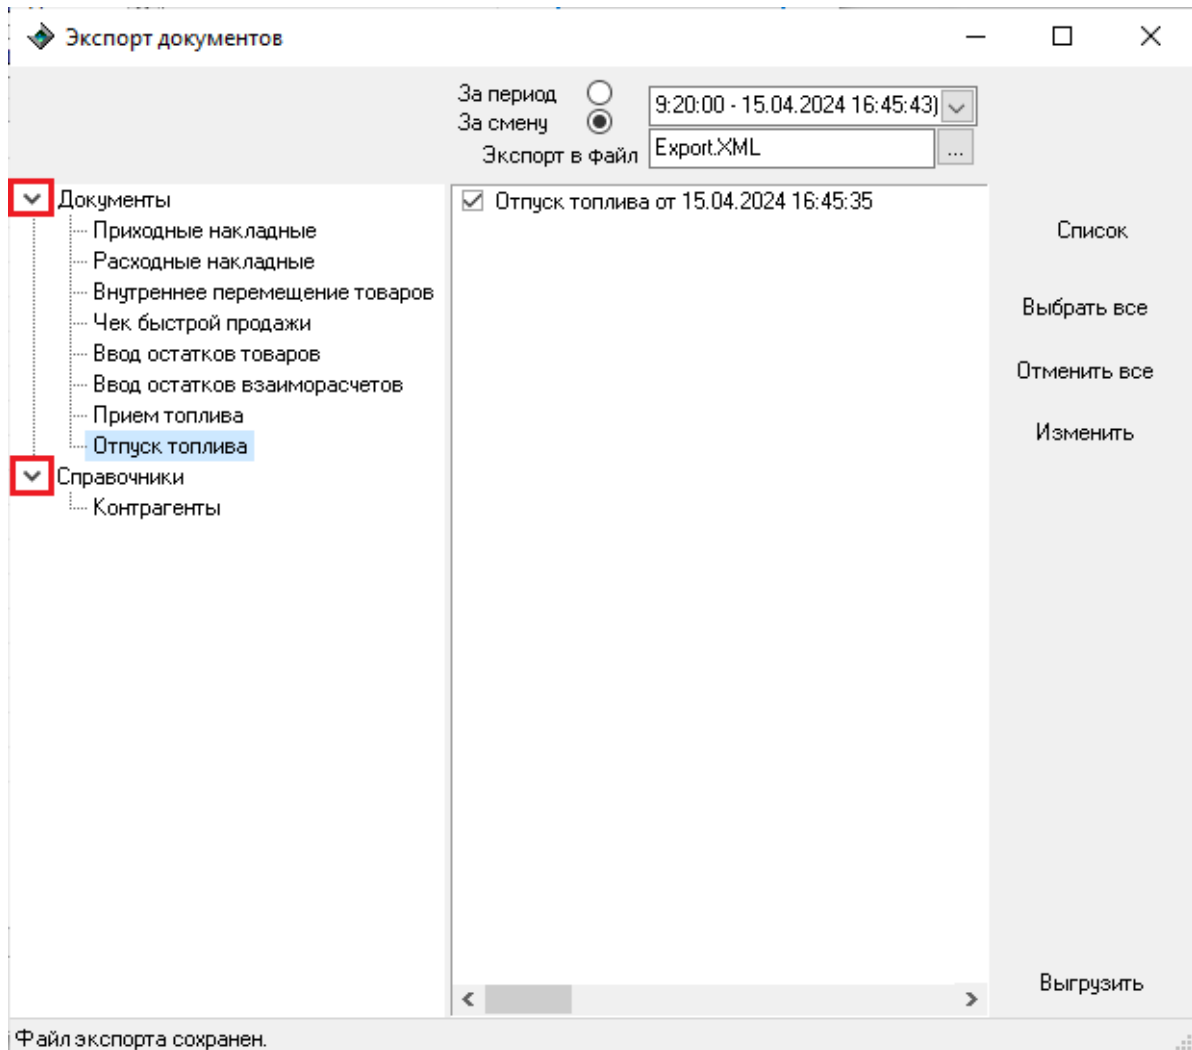 Экспорт документов
За период
За смену
9:20:00 - 15.04.2024 16:45:43)
Экспорт в файл
Export.XML
...
Документы
Приходные накладные
Расходные накладные
Внутреннее перемещение товаров
Чек быстрой продажи
Ввод остатков товаров
Ввод остатков взаиморасчетов
Прием топлива
Отпуск топлива
Справочники
Контрагенты
Отпуск топлива от 15.04.2024 16:45:35
Список
Выбрать все
Отменить все
Изменить
Выгрузить
Файл экспорта сохранен.